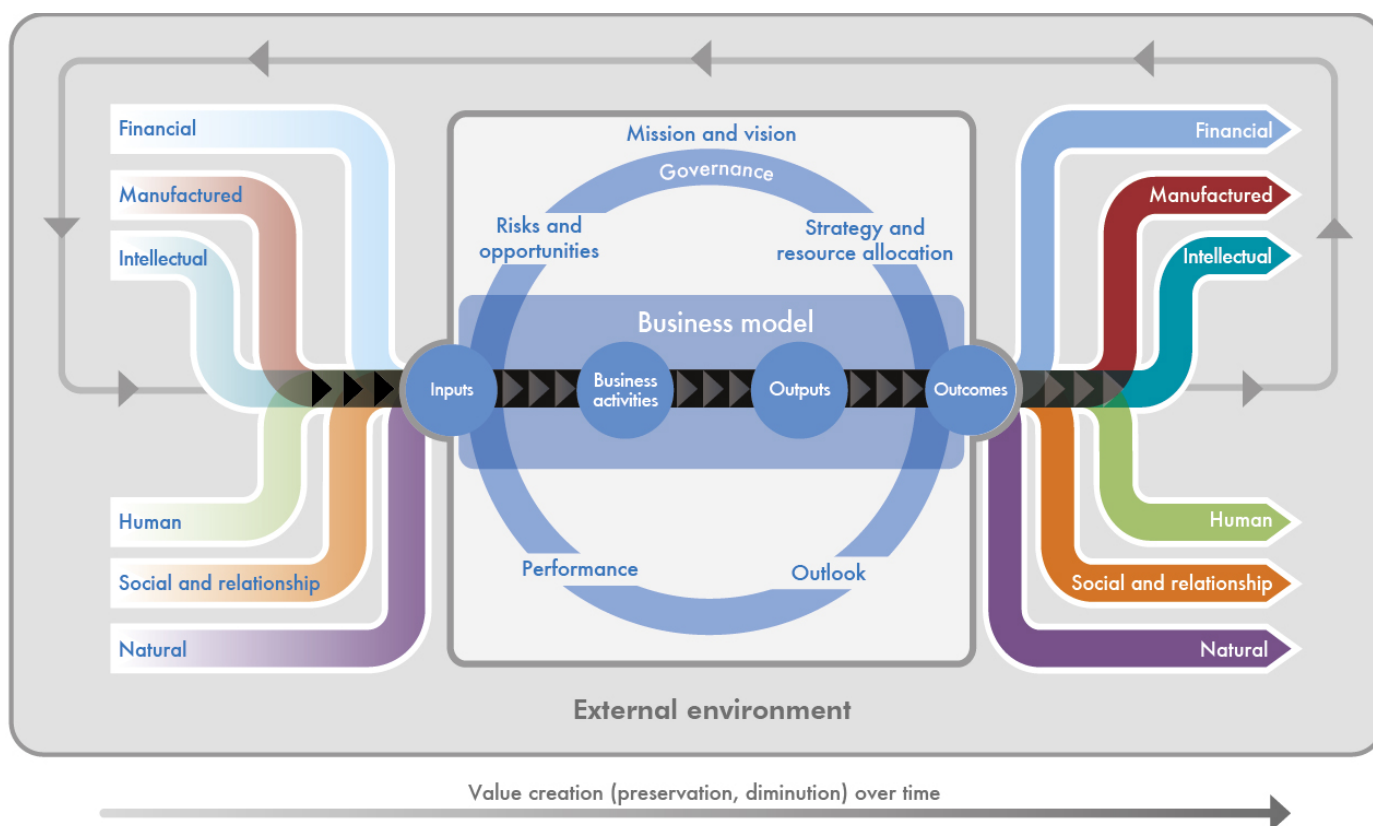 Financial
Manufactured
Intellectual
Human
Social and relationship
Natural
Mission and vision
Governance
Risks and
opportunities
Strategy and
resource allocation
Business model
Inputs
Business
activities
Outputs
Outcomes
Performance
Outlook
Financial
Manufactured
Intellectual
Human
Social and relationship
Natural
External environment
Value creation (preservation, diminution) over time